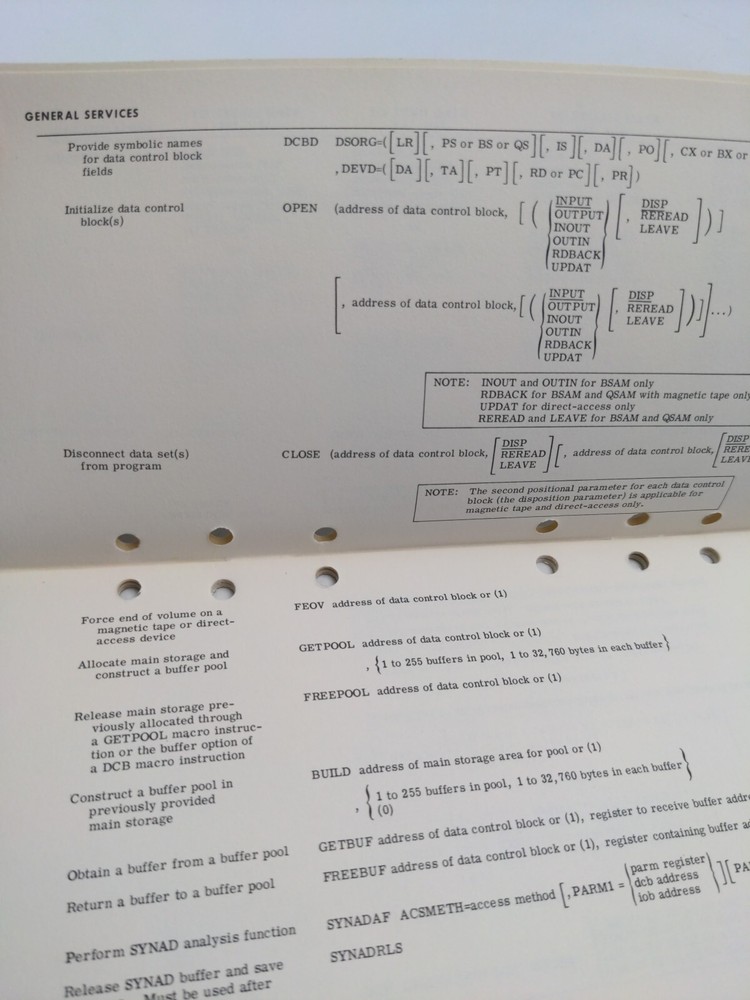 GENERAL SERVICES
Provide symbolic names for data control block fields
DCBD DSORG=([LR][, PS or BS or QS][, IS][, DA][, PO][, CX or BX or
, DEVD=([DA][, TA][, PT][, RD or PC][, PR])
Initialize data control block(s)
OPEN (address of data control block, [({INPUT
OUTPUT
INOUT
OUTIN
RDBACK
UPDAT} [, DISP
REREAD
LEAVE])]
[, address of data control block, [({INPUT
OUTPUT
INOUT
OUTIN
RDBACK
UPDAT} [, DISP
REREAD
LEAVE])]]...)
NOTE: INOUT and OUTIN for BSAM only
RDBACK for BSAM and QSAM with magnetic tape only
UPDAT for direct-access only
REREAD and LEAVE for BSAM and QSAM only
Disconnect data set(s) from program
CLOSE (address of data control block, [DISP
REREAD
LEAVE] [, address of data control block, [DISP
RERE
LEAV
NOTE: The second positional parameter for each data control
block (the disposition parameter) is applicable for
magnetic tape and direct-access only.
Force end of volume on a
magnetic tape or direct-
access device
FEOV address of data control block or (1)
Allocate main storage and
construct a buffer pool
GETPOOL address of data control block or (1)
, {1 to 255 buffers in pool, 1 to 32,760 bytes in each buffer}
Release main storage pre-
viously allocated through
a GETPOOL macro instruc-
tion or the buffer option of
a DCB macro instruction
FREEPOOL address of data control block or (1)
Construct a buffer pool in
previously provided
main storage
BUILD address of main storage area for pool or (1)
, {1 to 255 buffers in pool, 1 to 32,760 bytes in each buffer
(0)}
Obtain a buffer from a buffer pool
GETBUF address of data control block or (1), register to receive buffer addre
Return a buffer to a buffer pool
FREEBUF address of data control block or (1), register containing buffer ad
Perform SYNAD analysis function
SYNADAF ACSMETH=access method [,PARM1 = {parm register
dcb address
iob address}][PA
Release SYNAD buffer and save
Must be used after
SYNADRLS